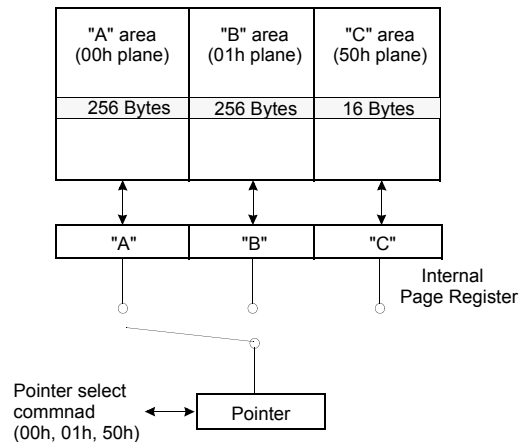 "A" area "B" area "C" area
(00h plane) (01h plane) (50h plane)
256 Bytes 256 Bytes 16 Bytes
"A" "B" "C"
Internal
Page Register
Pointer select
commnad
(00h, 01h, 50h)
Pointer